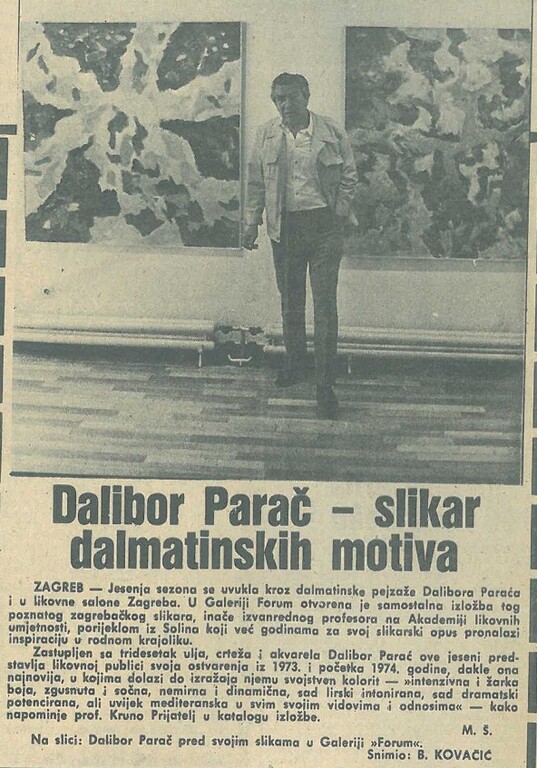 Dalibor Parač – slikar
dalmatinskih motiva
ZAGREB — Jesenja sezona se uvukla kroz dalmatinske pejzaže Dalibora Paraća
i u likovne salone Zagreba. U Galeriji Forum otvorena je samostalna izložba tog
poznatog zagrebačkog slikara, inače izvanrednog profesora na Akademiji likovnih
umjetnosti, porijeklom iz Solina koji već godinama za svoj slikarski opus pronalazi
inspiraciju u rodnom krajoliku.
Zastupljen sa tridesetak ulja, crteža i akvarela Dalibor Parać ove jeseni pred-
stavlja likovnoj publici svoja ostvarenja iz 1973. i početka 1974. godine, dakle ona
najnovija, u kojima dolazi do izražaja njemu svojstven kolorit — »intenzivna i žarka
boja, zgusnuta i sočna, nemirna i dinamična, sad lirski intonirana, sad dramatski
potencirana, ali uvijek mediteranska u svim svojim vidovima i odnosima« — kako
napominje prof. Kruno Prijatelj u katalogu izložbe.
M. Š.
Na slici: Dalibor Parač pred svojim slikama u Galeriji »Forum«.
Snimio: B. KOVAČIĆ